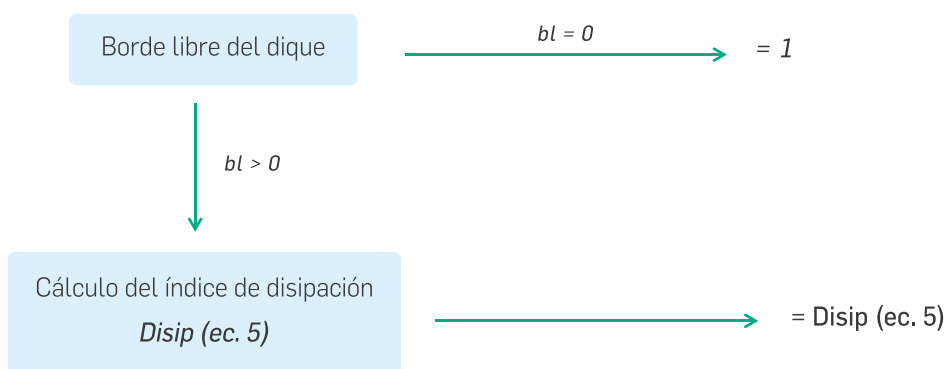 Borde libre del dique
bl = 0
= 1
bl > 0
Cálculo del índice de disipación
Disip (ec. 5)
= Disip (ec. 5)